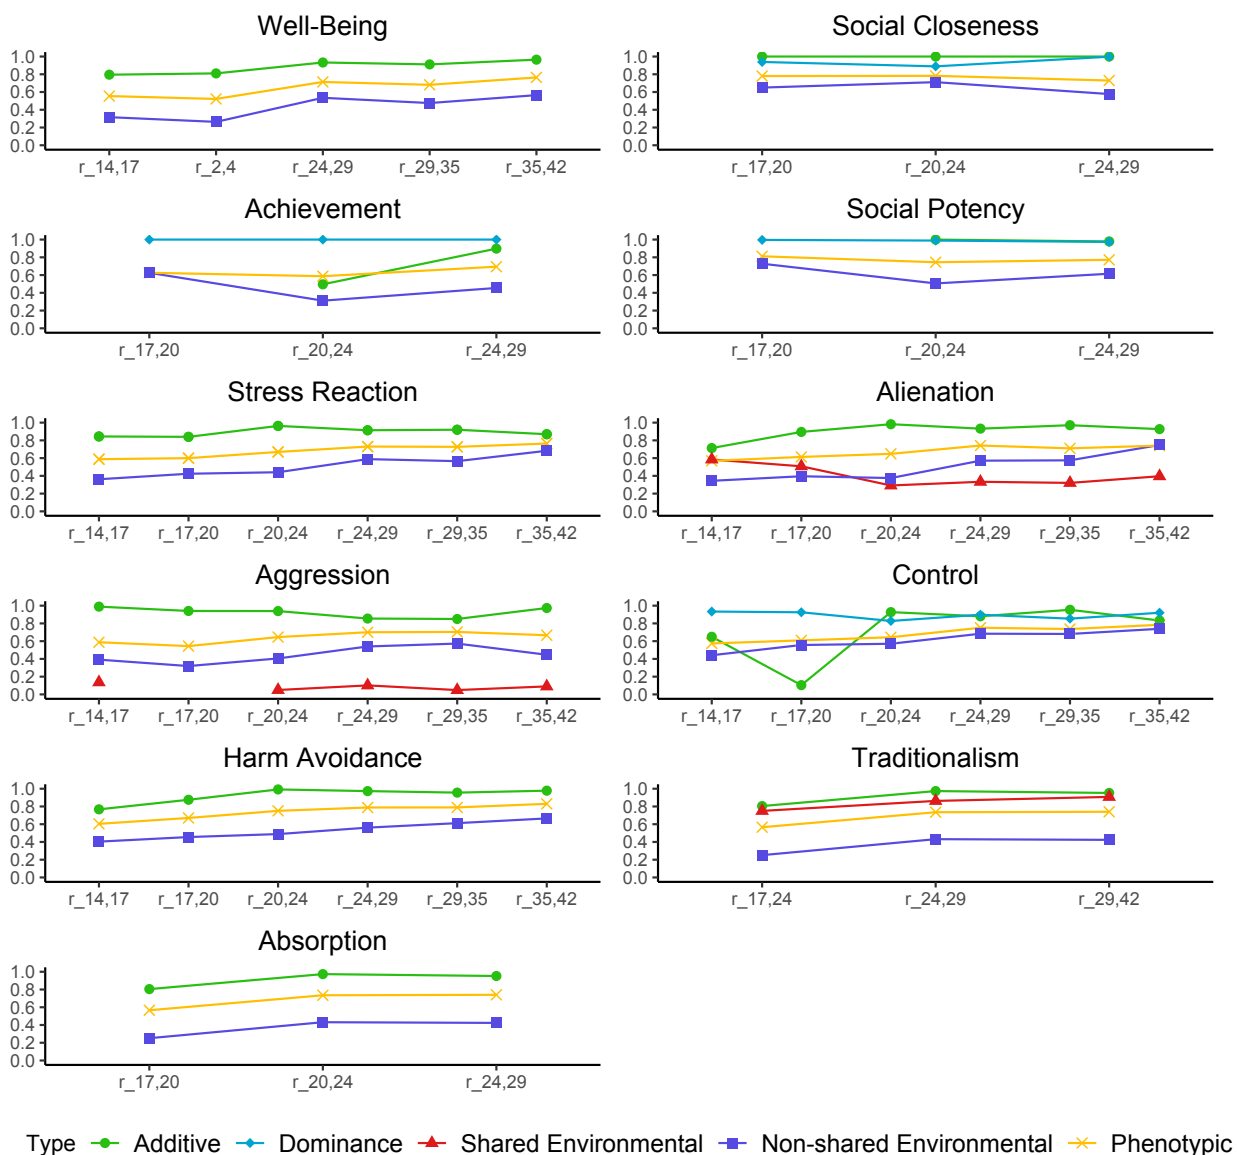 Well-Being
1.0
0.8
0.6
0.4
0.2
0.0
r_14,17 r_2,4 r_24,29 r_29,35 r_35,42
Social Closeness
1.0
0.8
0.6
0.4
0.2
0.0
r_17,20 r_20,24 r_24,29
Achievement
1.0
0.8
0.6
0.4
0.2
0.0
r_17,20 r_20,24 r_24,29
Social Potency
1.0
0.8
0.6
0.4
0.2
0.0
r_17,20 r_20,24 r_24,29
Stress Reaction
1.0
0.8
0.6
0.4
0.2
0.0
r_14,17 r_17,20 r_20,24 r_24,29 r_29,35 r_35,42
Alienation
1.0
0.8
0.6
0.4
0.2
0.0
r_14,17 r_17,20 r_20,24 r_24,29 r_29,35 r_35,42
Aggression
1.0
0.8
0.6
0.4
0.2
0.0
r_14,17 r_17,20 r_20,24 r_24,29 r_29,35 r_35,42
Control
1.0
0.8
0.6
0.4
0.2
0.0
r_14,17 r_17,20 r_20,24 r_24,29 r_29,35 r_35,42
Harm Avoidance
1.0
0.8
0.6
0.4
0.2
0.0
r_14,17 r_17,20 r_20,24 r_24,29 r_29,35 r_35,42
Traditionalism
1.0
0.8
0.6
0.4
0.2
0.0
r_17,24 r_24,29 r_29,42
Absorption
1.0
0.8
0.6
0.4
0.2
0.0
r_17,20 r_20,24 r_24,29
Type Additive Dominance Shared Environmental Non-shared Environmental Phenotypic